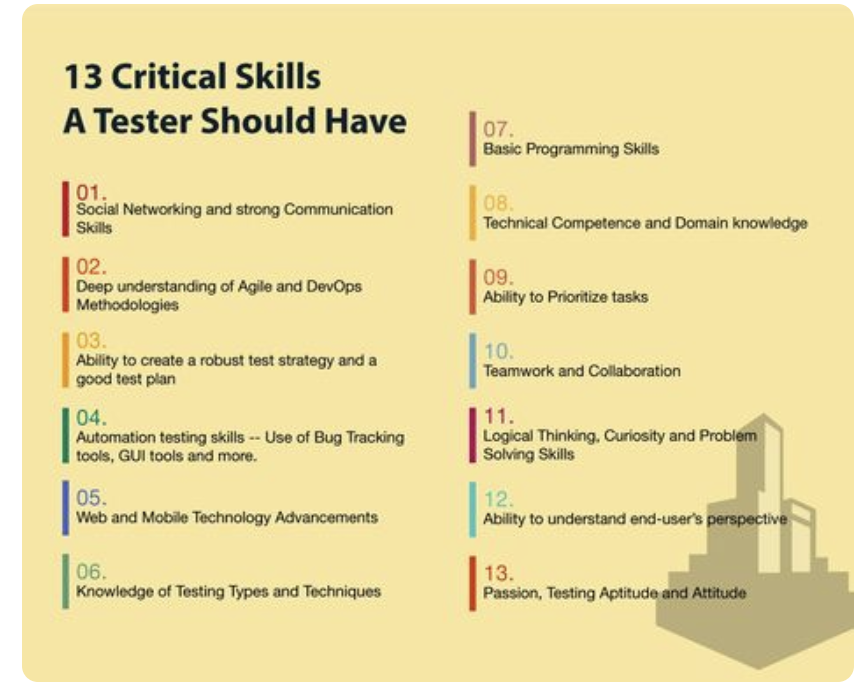 13 Critical Skills
A Tester Should Have
01.
Social Networking and strong Communication
Skills
02.
Deep understanding of Agile and DevOps
Methodologies
03.
Ability to create a robust test strategy and a
good test plan
04.
Automation testing skills -- Use of Bug Tracking
tools, GUI tools and more.
05.
Web and Mobile Technology Advancements
06.
Knowledge of Testing Types and Techniques
07.
Basic Programming Skills
08.
Technical Competence and Domain knowledge
09.
Ability to Prioritize tasks
10.
Teamwork and Collaboration
11.
Logical Thinking, Curiosity and Problem
Solving Skills
12.
Ability to understand end-user's perspective
13.
Passion, Testing Aptitude and Attitude